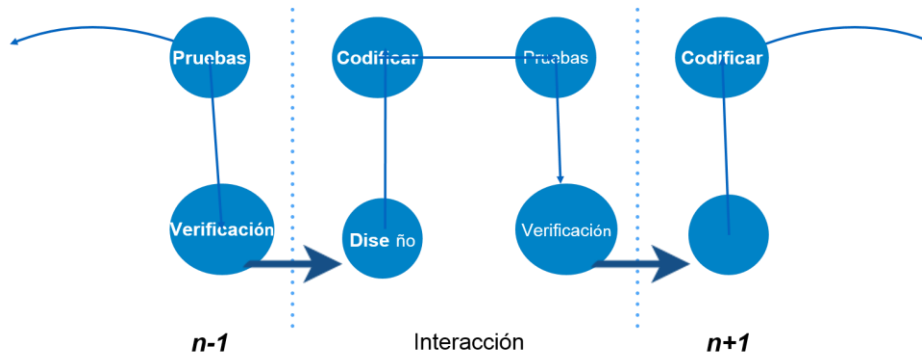 Pruebas
Codificar
Pruebas
Codificar
Verificación
Dise ño
Verificación
n-1
Interacción
n+1